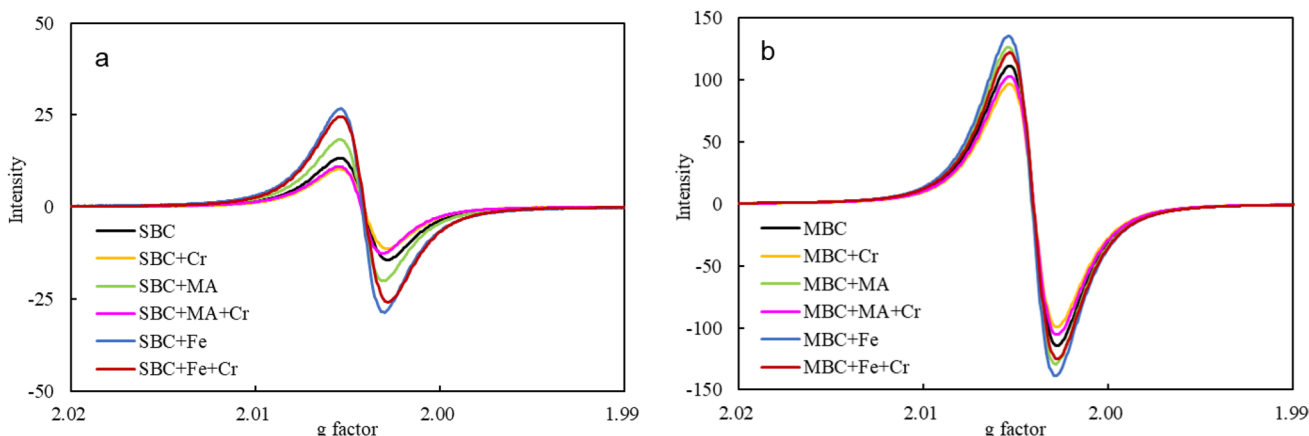 a
Intensity
50
25
0
-25
-50
SBC
SBC+Cr
SBC+MA
SBC+MA+Cr
SBC+Fe
SBC+Fe+Cr
2.02
2.01
2.00
1.99
g factor
b
Intensity
150
100
50
0
-50
-100
-150
MBC
MBC+Cr
MBC+MA
MBC+MA+Cr
MBC+Fe
MBC+Fe+Cr
2.02
2.01
2.00
1.99
g factor